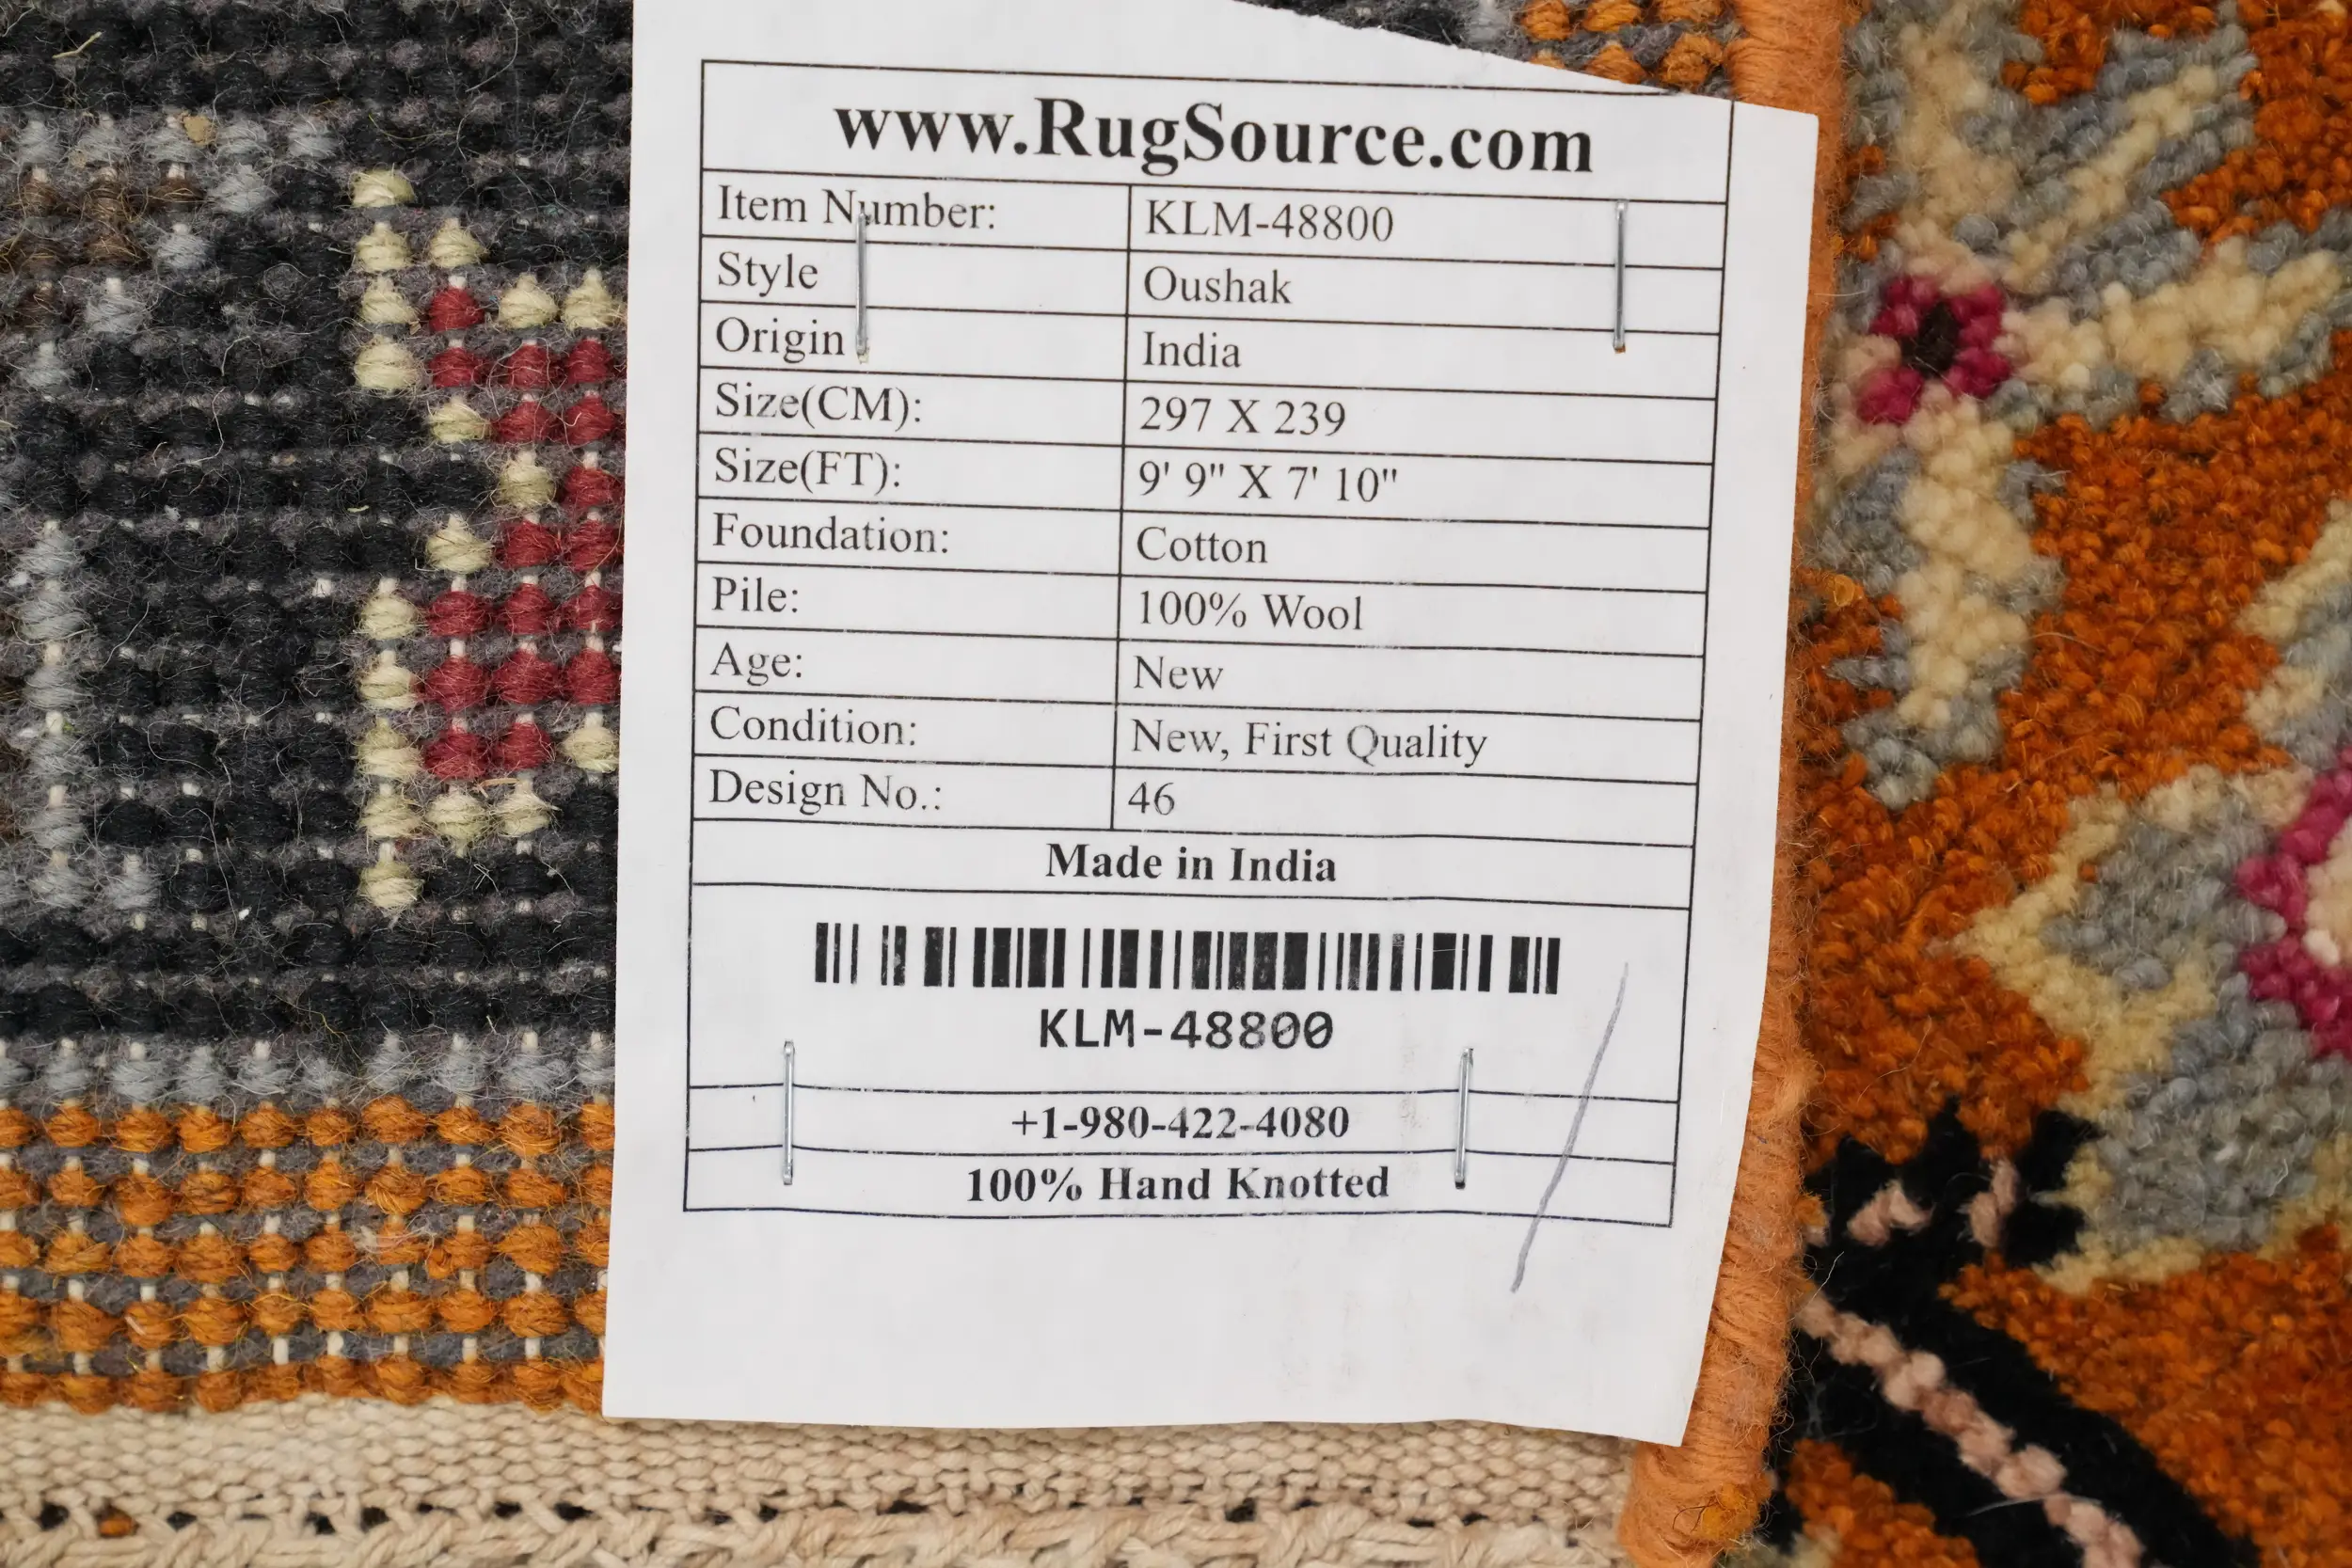 www.RugSource.com
Item Number: KLM-48800
Style Oushak
Origin India
Size(CM): 297 X 239
Size(FT): 9' 9" X 7' 10"
Foundation: Cotton
Pile: 100% Wool
Age: New
Condition: New, First Quality
Design No.: 46
Made in India
KLM-48800
+1-980-422-4080
100% Hand Knotted